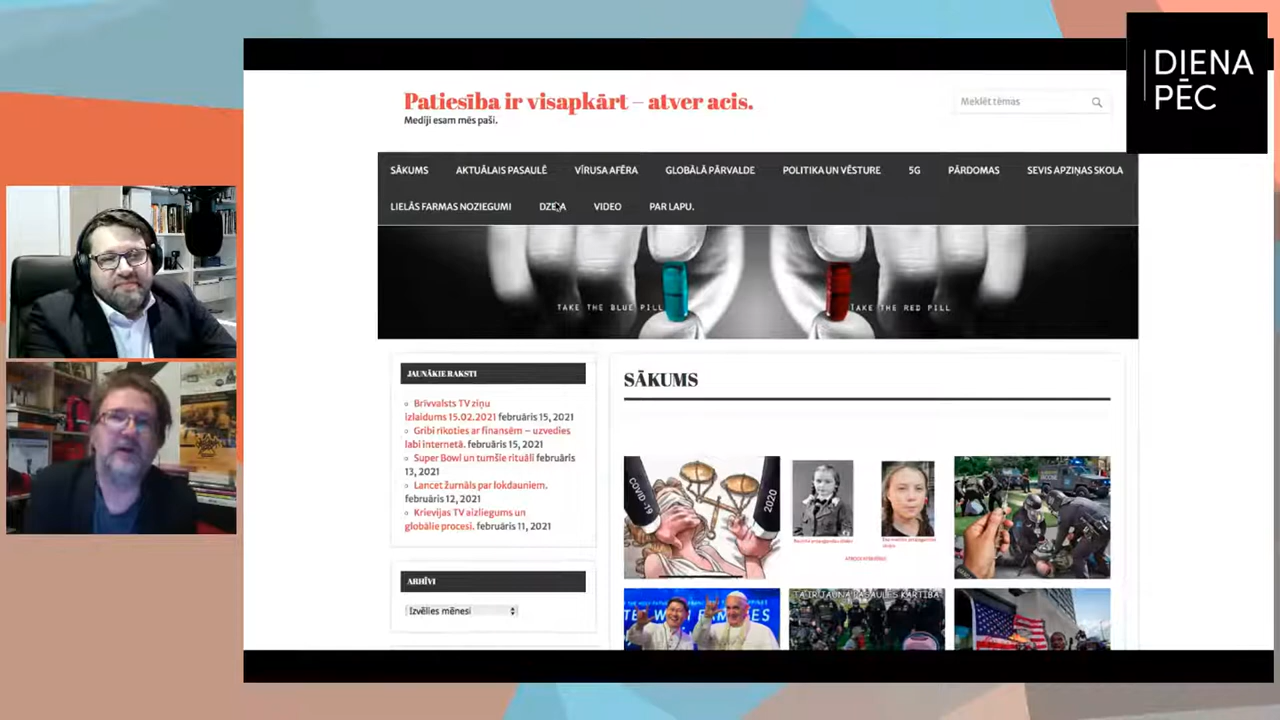 DIENA
PĒC
Patiesība ir visapkārt – atver acis.
Mediji esam mēs paši.
Meklēt tēmas
SĀKUMS AKTUĀLAIS PASAULĒ VĪRUSA AFĒRA GLOBĀLĀ PĀRVALDE POLITIKA UN VĒSTURE 5G PĀRDOMAS SEVIS APZIŅAS SKOLA
LIELĀS FARMAS NOZIEGUMI DZEJA VIDEO PAR LAPU.
TAKE THE BLUE PILL TAKE THE RED PILL
JAUNĀKIE RAKSTI
Brīvvalsts TV ziņu
izlaidums 15.02.2021 februāris 15, 2021
Gribi rīkoties ar finansēm – uzvedies
labi internetā. februāris 15, 2021
Super Bowl un tumšie rituāli februāris
13, 2021
Lancet žurnāls par lokdauniem.
februāris 12, 2021
Krievijas TV aizliegums un
globālie procesi. februāris 11, 2021
ARHĪVI
Izvēlies mēnesi
SĀKUMS
COVID-19
2020
TA IR JAUNĀ PASAULES KĀRTĪBA